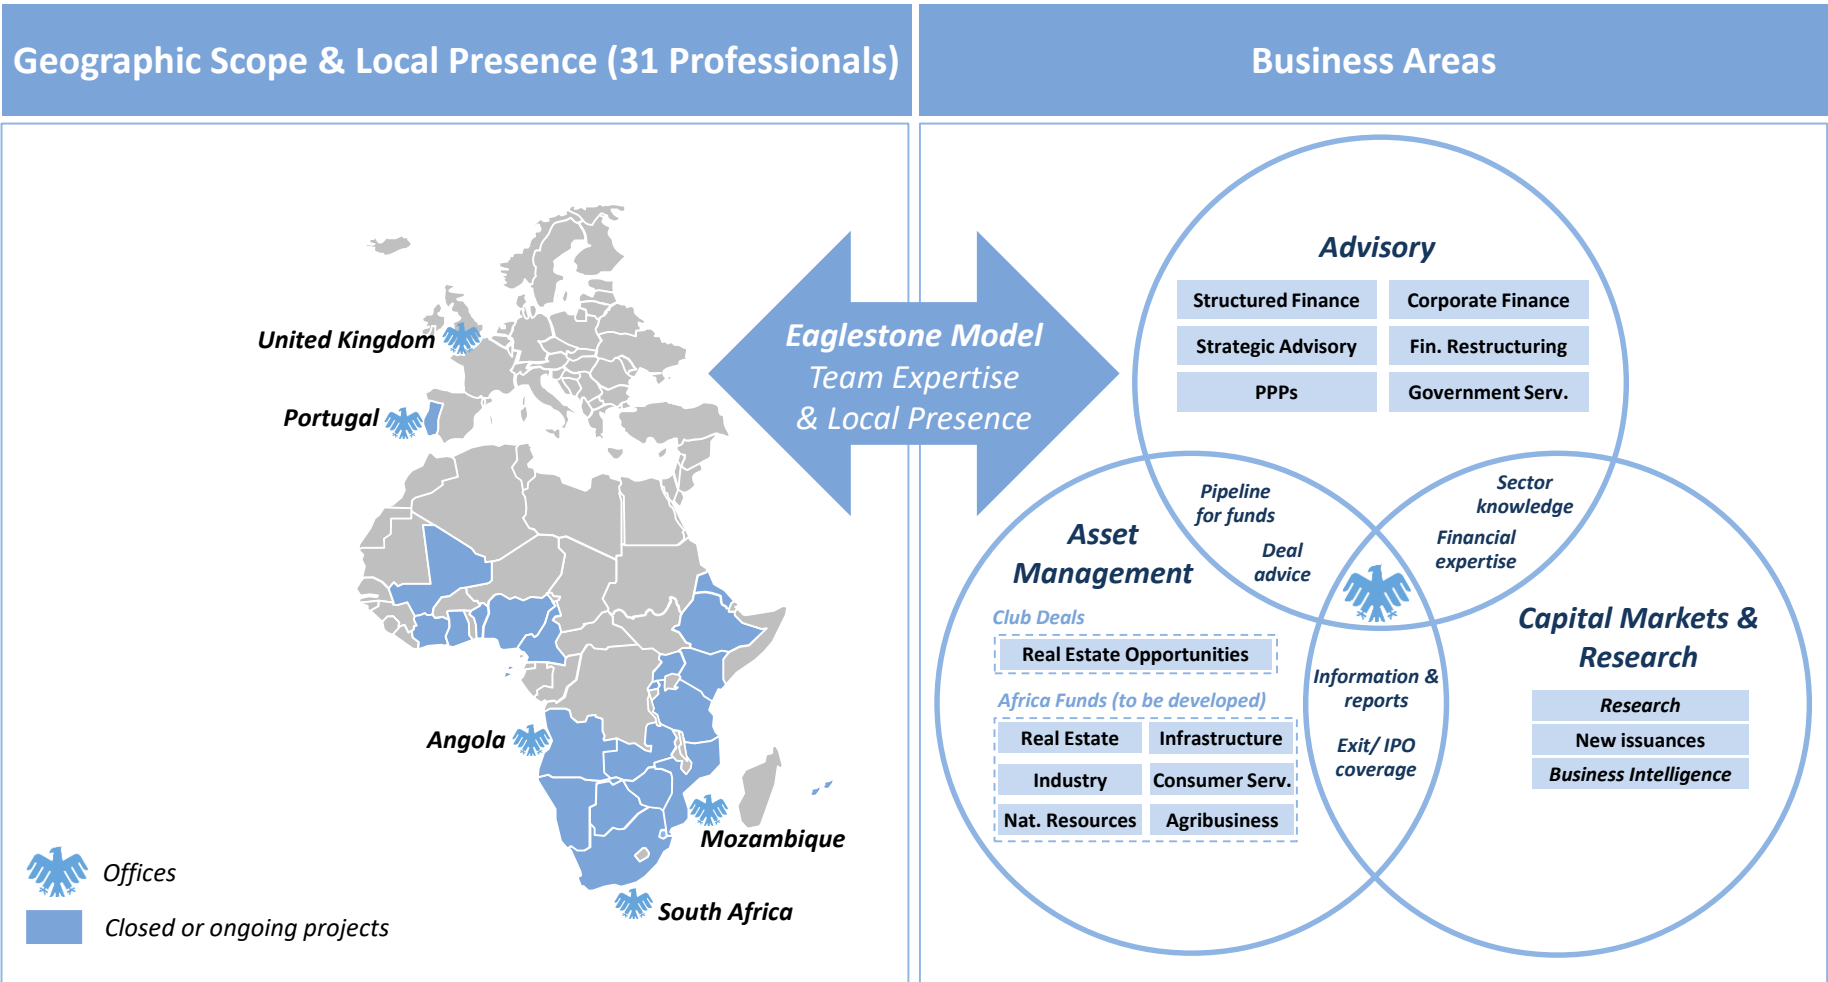 Geographic Scope & Local Presence (31 Professionals)
United Kingdom
Portugal
Angola
Mozambique
South Africa
Offices
Closed or ongoing projects
Eaglestone Model
Team Expertise
& Local Presence
Business Areas
Advisory
Structured Finance
Corporate Finance
Strategic Advisory
Fin. Restructuring
PPPs
Government Serv.
Pipeline
for funds
Deal
advice
Sector
knowledge
Financial
expertise
Asset
Management
Club Deals
Real Estate Opportunities
Africa Funds (to be developed)
Real Estate
Infrastructure
Industry
Consumer Serv.
Nat. Resources
Agribusiness
Information &
reports
Exit/ IPO
coverage
Capital Markets &
Research
Research
New issuances
Business Intelligence